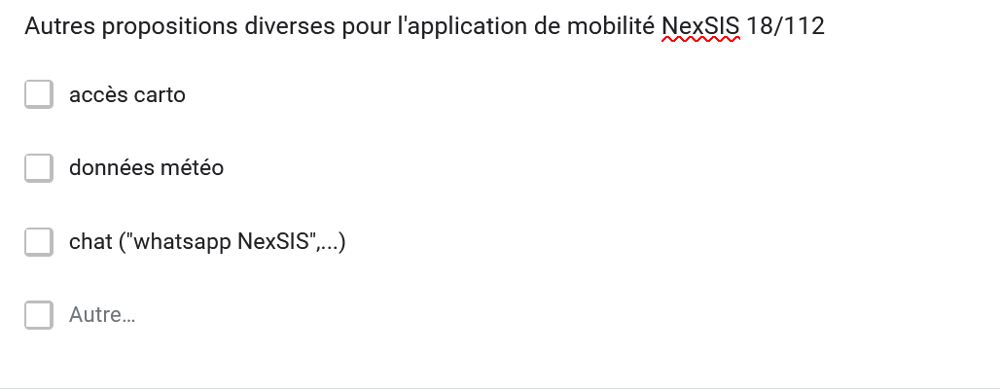 Autres propositions diverses pour l'application de mobilité NexSIS 18/112
accès carto
données météo
chat ("whatsapp NexSIS",...)
Autre…